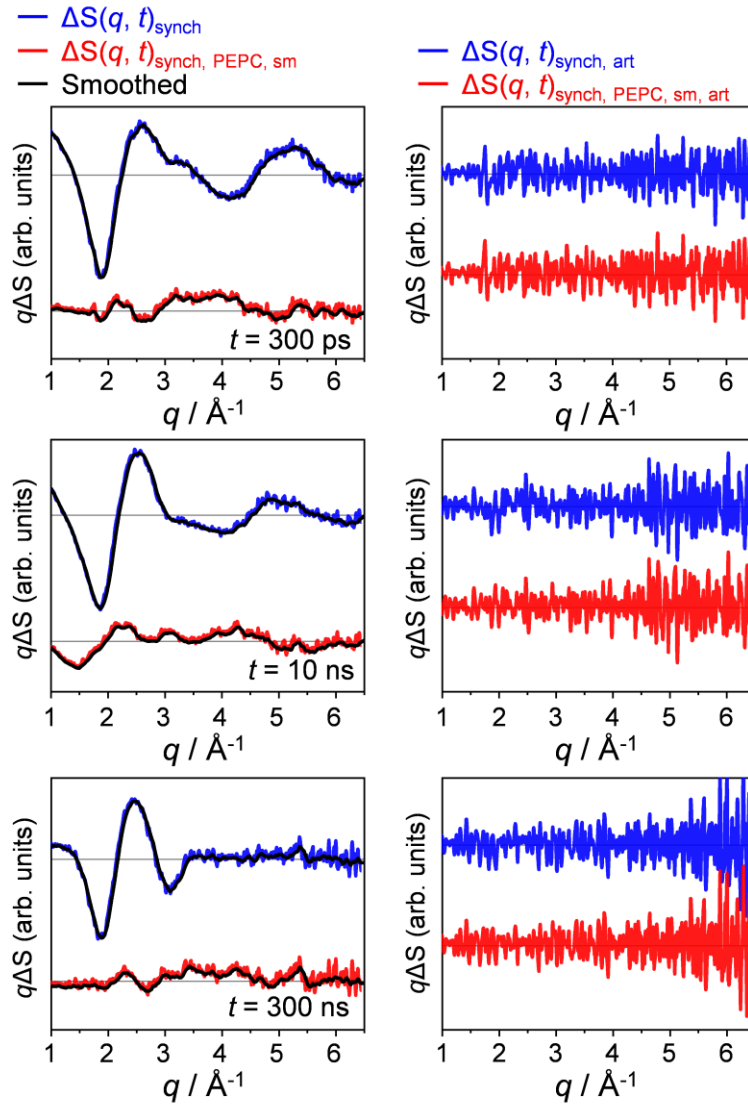 ΔS(q, t)synch
ΔS(q, t)synch, PEPC, sm
Smoothed
ΔS(q, t)synch, art
ΔS(q, t)synch, PEPC, sm, art
qΔS (arb. units)
t = 300 ps
1 2 3 4 5 6
q / Å-1
qΔS (arb. units)
1 2 3 4 5 6
q / Å-1
qΔS (arb. units)
t = 10 ns
1 2 3 4 5 6
q / Å-1
qΔS (arb. units)
1 2 3 4 5 6
q / Å-1
qΔS (arb. units)
t = 300 ns
1 2 3 4 5 6
q / Å-1
qΔS (arb. units)
1 2 3 4 5 6
q / Å-1